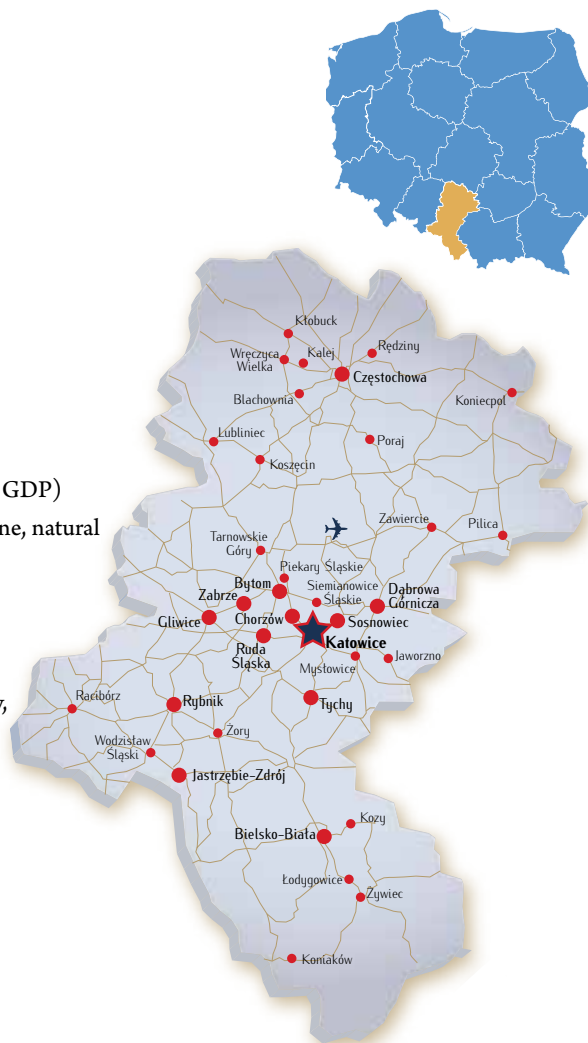 Kłobuck
Rędziny
Wręczyca
Wielka
Kalej
Częstochowa
Blachownia
Koniecpol
Lubliniec
Poraj
Koszęcin
GDP)
ne, natural
Zawiercie
Pilica
Tarnowskie
Góry
Piekary Śląskie
Bytom
Siemianowice
Śląskie
Dąbrowa
Górnicza
Zabrze
Chorzów
Gliwice
Sosnowiec
Katowice
Ruda
Śląska
Mysłowice
Jaworzno
Racibórz
y,
Rybnik
Tychy
Żory
Wodzisław
Śląski
Jastrzębie-Zdrój
Kozy
Bielsko-Biała
Łodygowice
Żywiec
Koniaków